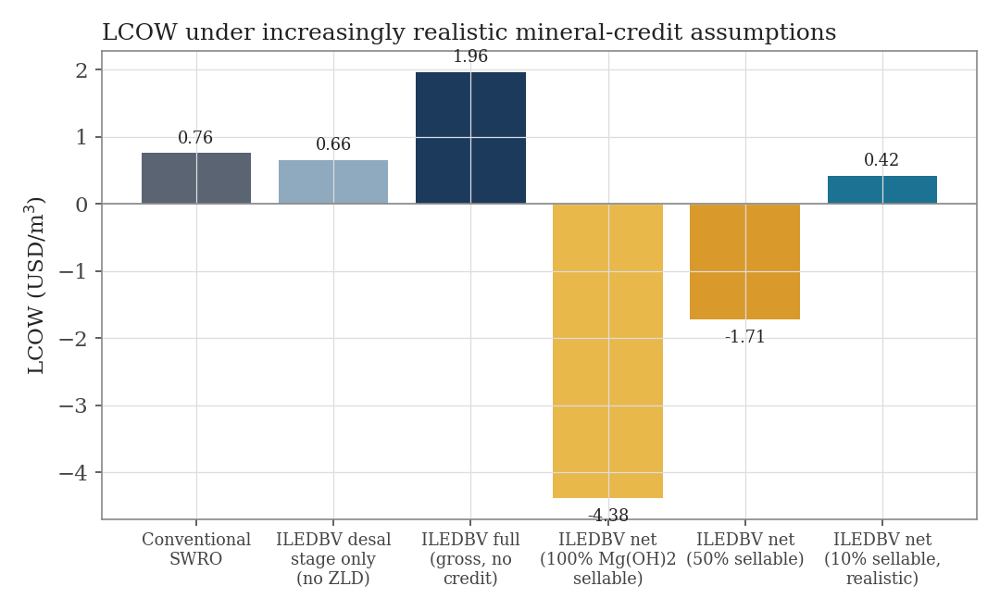 LCOW under increasingly realistic mineral-credit assumptions
LCOW (USD/m³)
2
1
0
−1
−2
−3
−4
0.76
0.66
1.96
-4.38
-1.71
0.42
Conventional
SWRO
ILEDBV desal
stage only
(no ZLD)
ILEDBV full
(gross, no
credit)
ILEDBV net
(100% Mg(OH)2
sellable)
ILEDBV net
(50% sellable)
ILEDBV net
(10% sellable,
realistic)